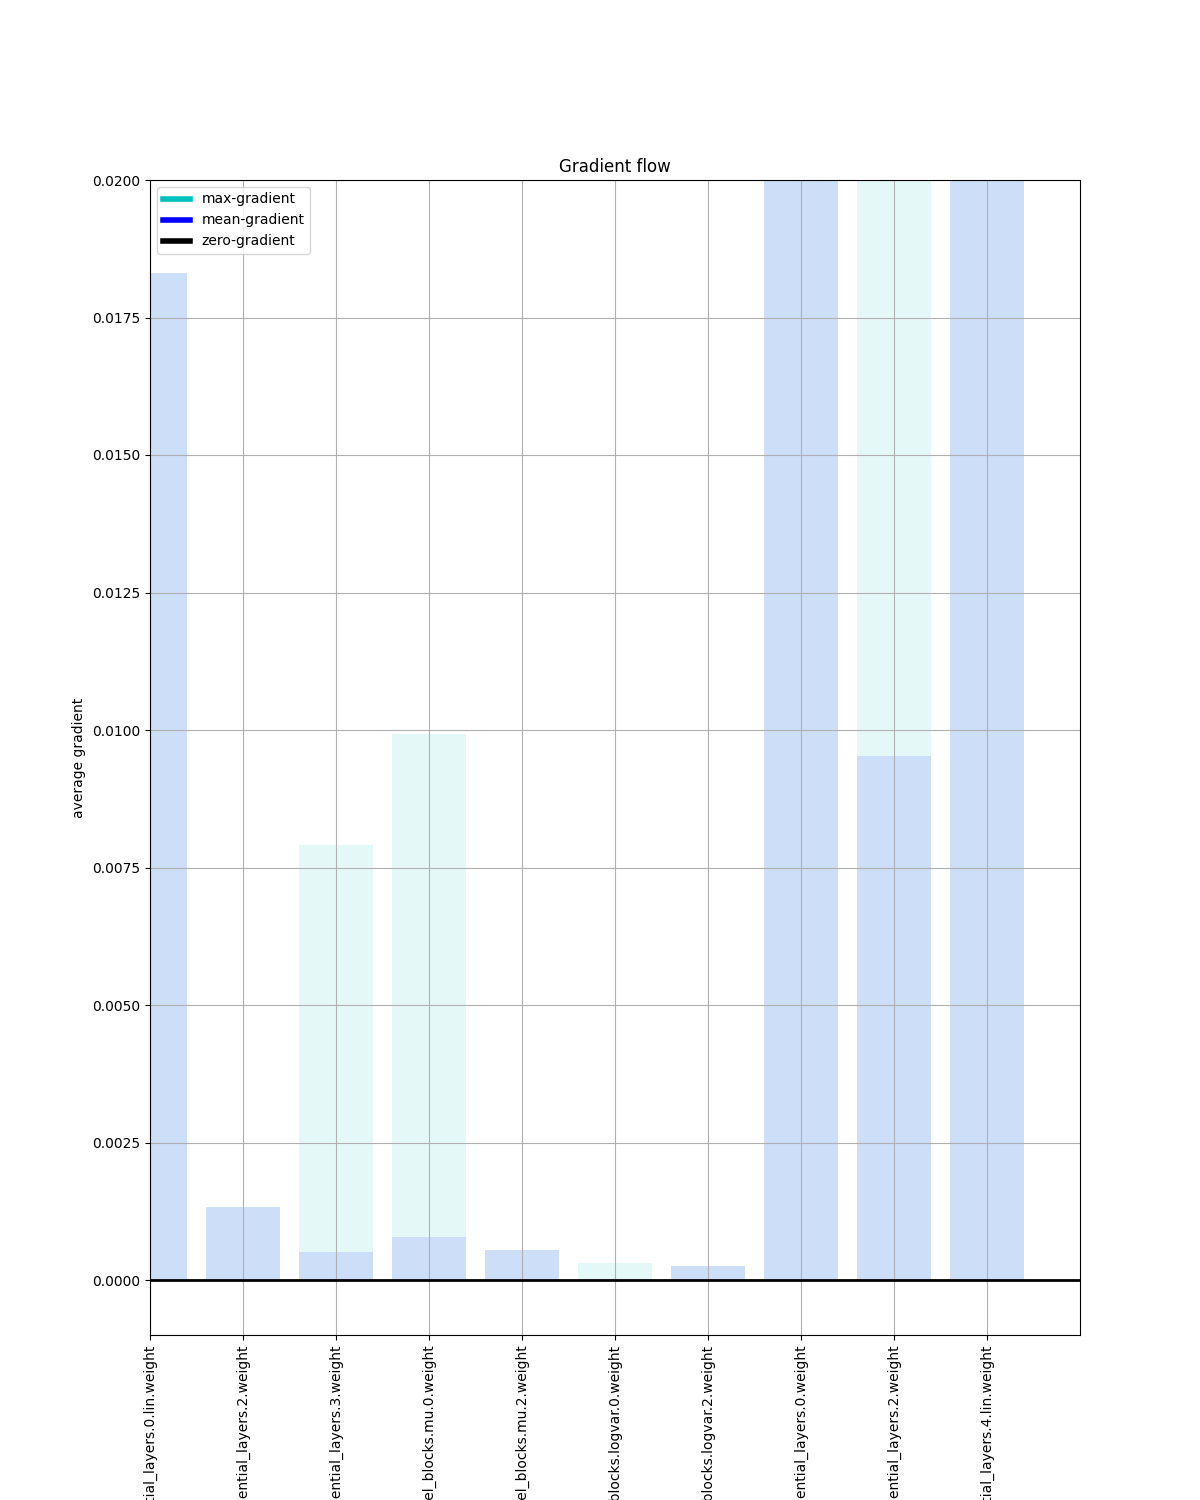 Gradient flow
max-gradient
mean-gradient
zero-gradient
0.0200
0.0175
0.0150
0.0125
0.0100
0.0075
0.0050
0.0025
0.0000
average gradient
tial_layers.0.lin.weight
ential_layers.2.weight
ential_layers.3.weight
el_blocks.mu.0.weight
el_blocks.mu.2.weight
blocks.logvar.0.weight
blocks.logvar.2.weight
ential_layers.0.weight
ential_layers.2.weight
tial_layers.4.lin.weight